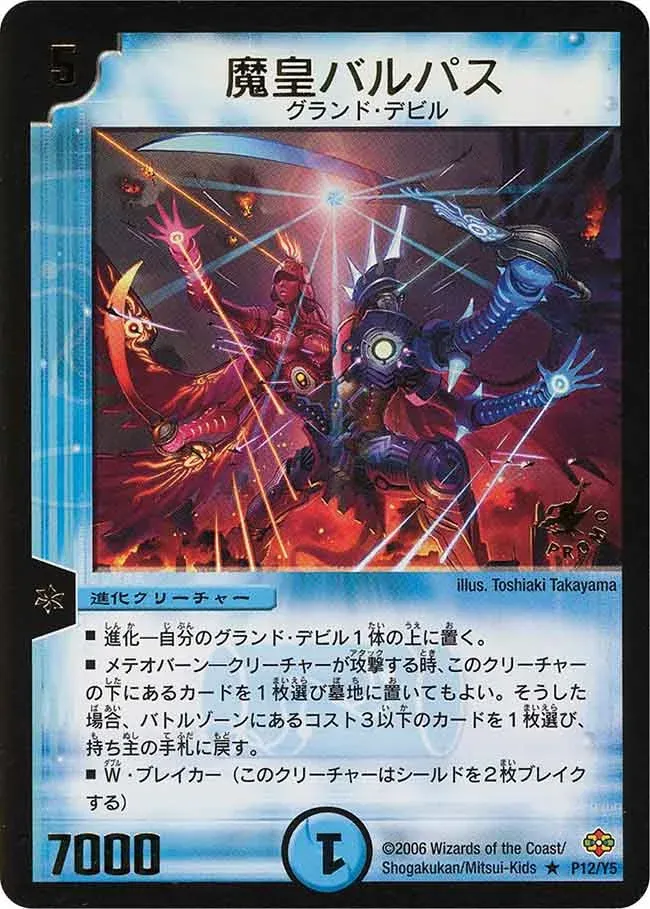 5
魔皇バルパス
グランド・デビル
PROMO
illus. Toshiaki Takayama
進化クリーチャー
■ 進化—自分のグランド・デビル1体の上に置く。
■ メテオバーン—クリーチャーが攻撃する時、このクリーチャー
の下にあるカードを1枚選び墓地に置いてもよい。そうした
場合、バトルゾーンにあるコスト3以下のカードを1枚選び、
持ち主の手札に戻す。
■ W・ブレイカー(このクリーチャーはシールドを2枚ブレイク
する)
7000
1
©2006 Wizards of the Coast/
Shogakukan/Mitsui-Kids ★ P12/Y5